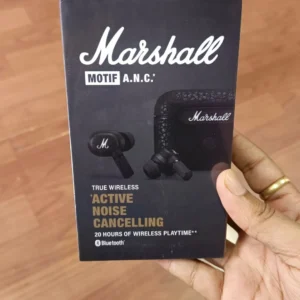 Marshall
MOTIF A.N.C.*
Marshall
TRUE WIRELESS
*ACTIVE
NOISE
CANCELLING
20 HOURS OF WIRELESS PLAYTIME**
Bluetooth®